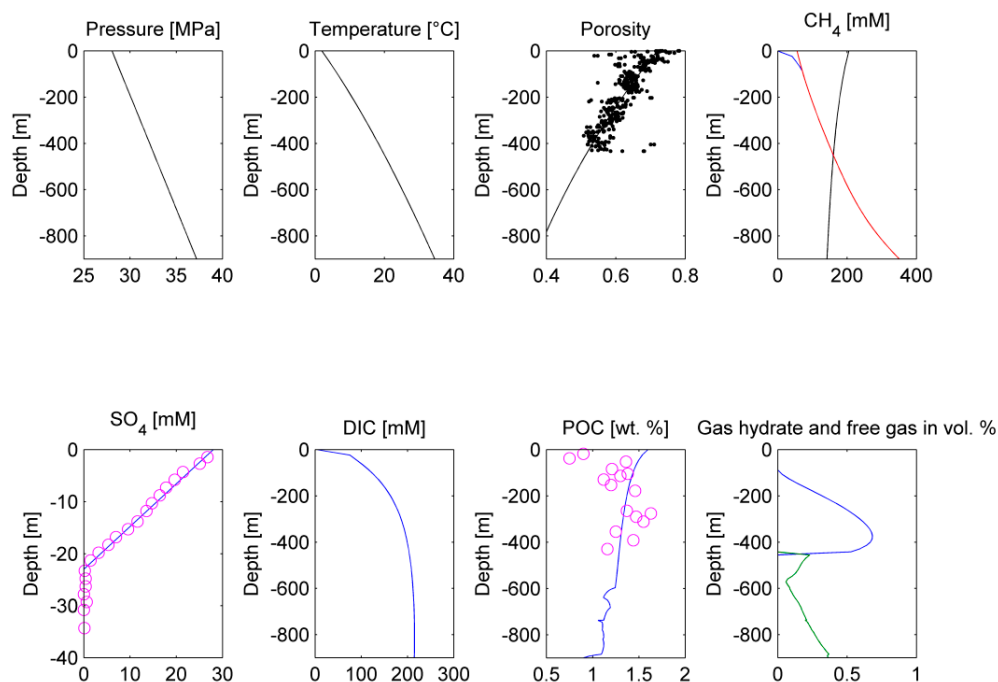 Pressure [MPa]
Temperature [°C]
Porosity
CH4 [mM]
0
-200
-400
-600
-800
Depth [m]
25 30 35 40
0
-200
-400
-600
-800
Depth [m]
0 10 20 30 40
0
-200
-400
-600
-800
Depth [m]
0.4 0.6 0.8
0
-200
-400
-600
-800
Depth [m]
0 200 400
SO4 [mM]
DIC [mM]
POC [wt. %]
Gas hydrate and free gas in vol. %
0
-10
-20
-30
-40
Depth [m]
0 10 20 30
0
-200
-400
-600
-800
Depth [m]
0 100 200 300
0
-200
-400
-600
-800
Depth [m]
0.5 1 1.5 2
0
-200
-400
-600
-800
Depth [m]
0 0.5 1